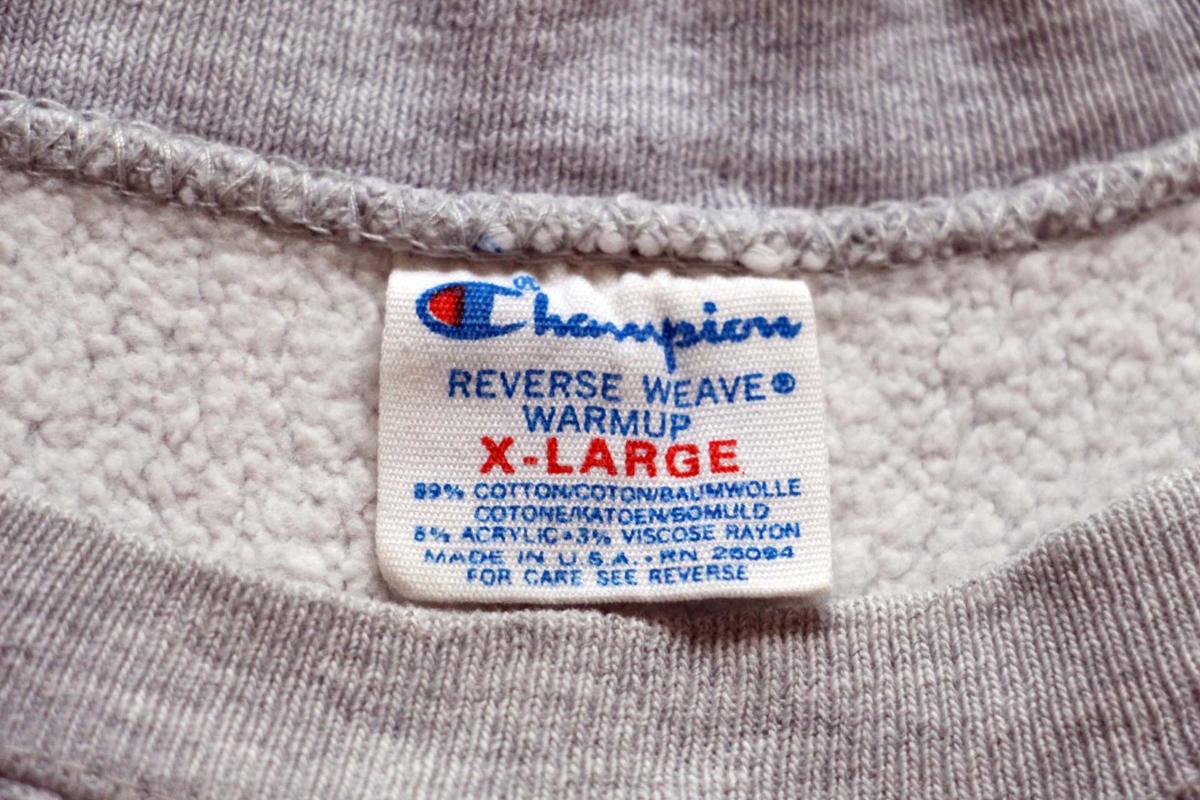 Champion
REVERSE WEAVE®
WARMUP
X-LARGE
89% COTTON/COTON/BAUMWOLLE
COTONE/KATOEN/BOMULD
8% ACRYLIC•3% VISCOSE RAYON
MADE IN U.S.A.•RN 26094
FOR CARE SEE REVERSE